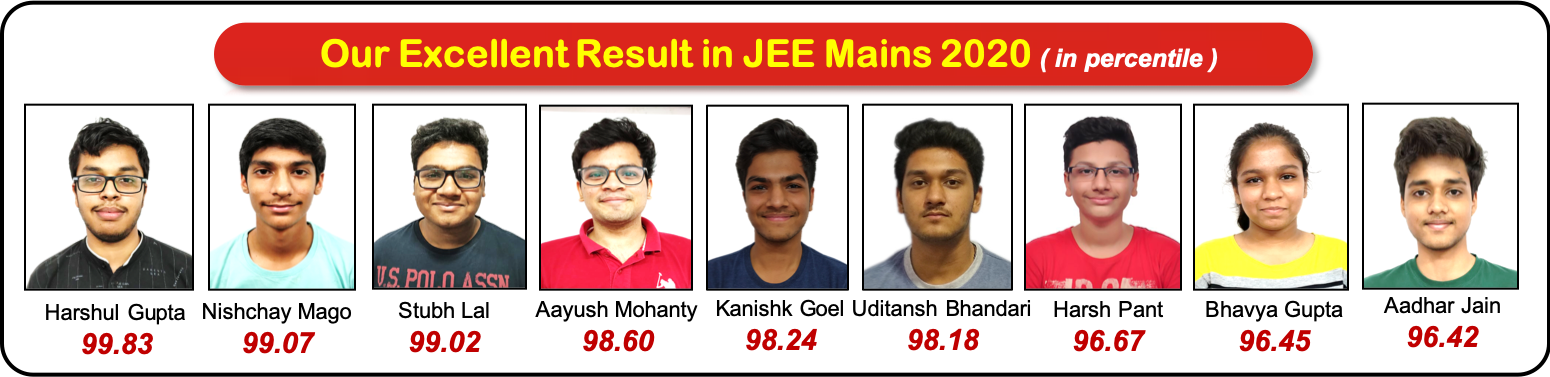 Our Excellent Result in JEE Mains 2020 ( in percentile )
U.S. POLO ASSN
Harshul Gupta
99.83
Nishchay Mago
99.07
Stubh Lal
99.02
Aayush Mohanty
98.60
Kanishk Goel
98.24
Uditansh Bhandari
98.18
Harsh Pant
96.67
Bhavya Gupta
96.45
Aadhar Jain
96.42